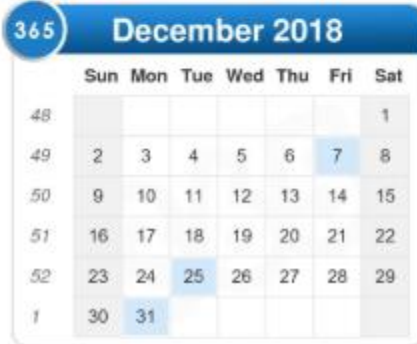 365 December 2018
Sun Mon Tue Wed Thu Fri Sat
48 1
49 2 3 4 5 6 7 8
50 9 10 11 12 13 14 15
51 16 17 18 19 20 21 22
52 23 24 25 26 27 28 29
1 30 31